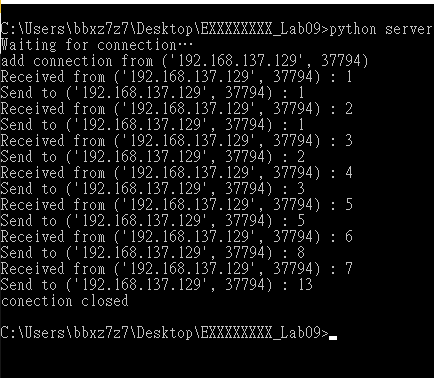 C:\Users\bbxz7z7\Desktop\EXXXXXXXX_Lab09>python server
Waiting for connection…
add connection from ('192.168.137.129', 37794)
Received from ('192.168.137.129', 37794) : 1
Send to ('192.168.137.129', 37794) : 1
Received from ('192.168.137.129', 37794) : 2
Send to ('192.168.137.129', 37794) : 1
Received from ('192.168.137.129', 37794) : 3
Send to ('192.168.137.129', 37794) : 2
Received from ('192.168.137.129', 37794) : 4
Send to ('192.168.137.129', 37794) : 3
Received from ('192.168.137.129', 37794) : 5
Send to ('192.168.137.129', 37794) : 5
Received from ('192.168.137.129', 37794) : 6
Send to ('192.168.137.129', 37794) : 8
Received from ('192.168.137.129', 37794) : 7
Send to ('192.168.137.129', 37794) : 13
conection closed
C:\Users\bbxz7z7\Desktop\EXXXXXXXX_Lab09>